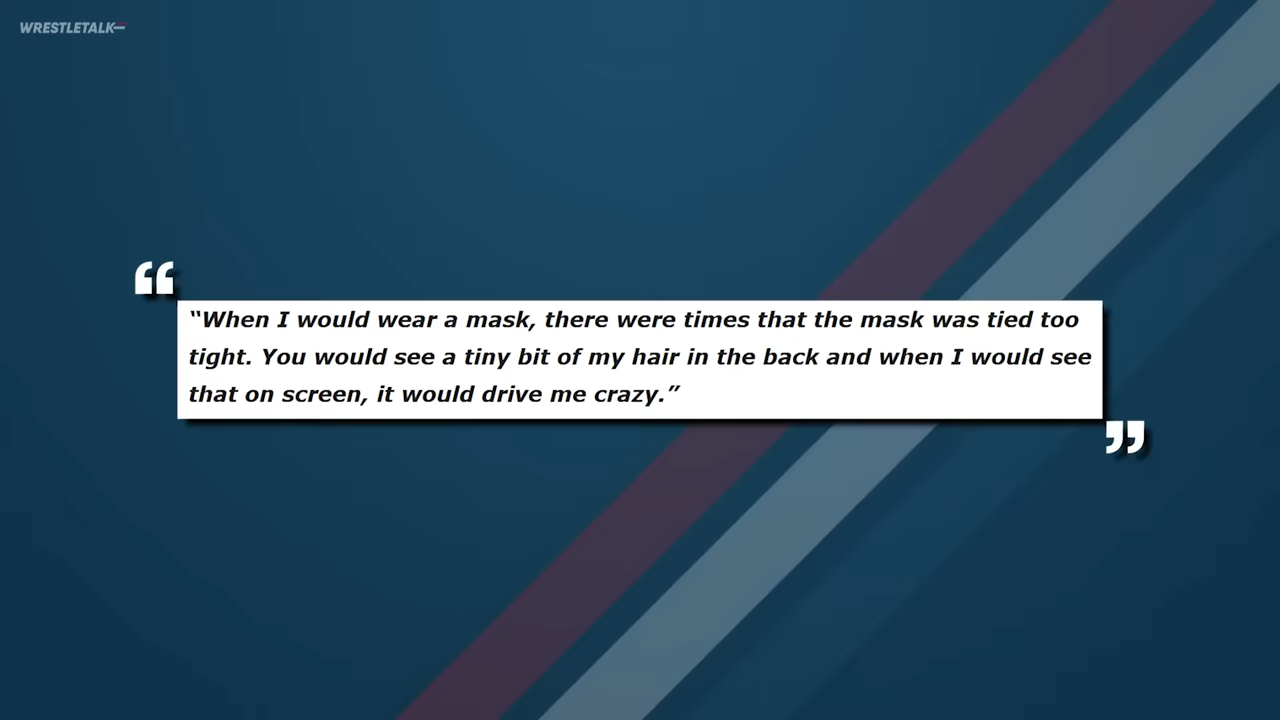 WRESTLETALK
“
“When I would wear a mask, there were times that the mask was tied too
tight. You would see a tiny bit of my hair in the back and when I would see
that on screen, it would drive me crazy.”
”